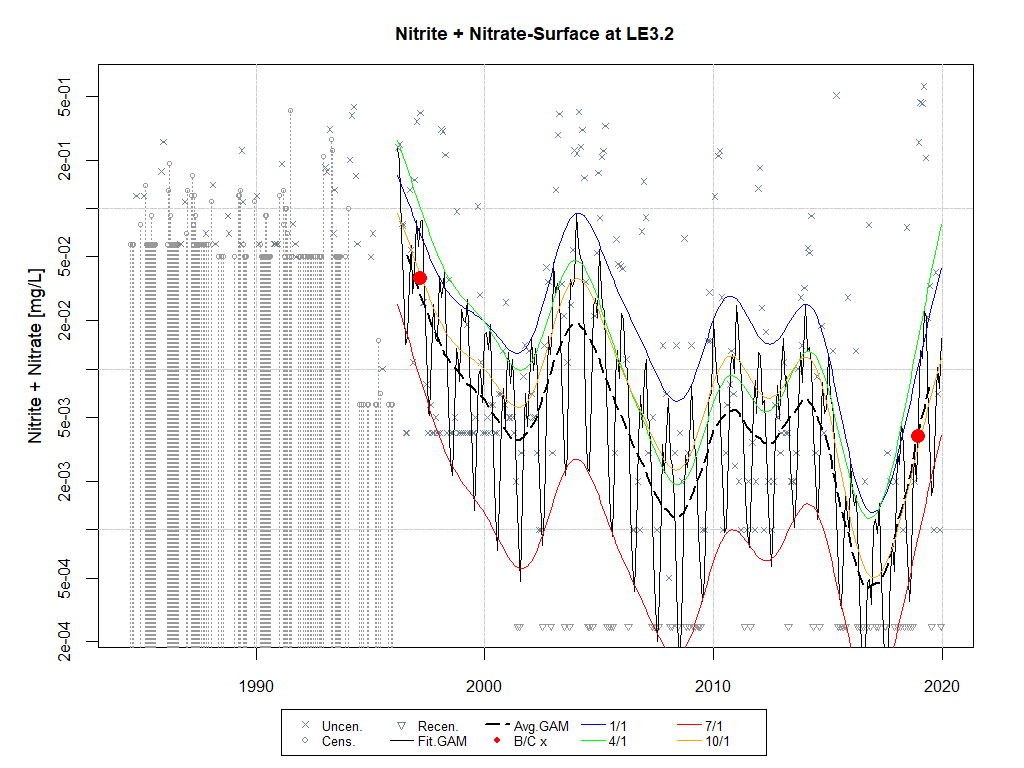 Nitrite + Nitrate-Surface at LE3.2
Nitrite + Nitrate [mg/L]
5e-01
2e-01
5e-02
2e-02
5e-03
2e-03
5e-04
2e-04
1990 2000 2010 2020
Uncen. Recen. Avg.GAM 1/1 7/1
Cens. Fit.GAM B/C x 4/1 10/1